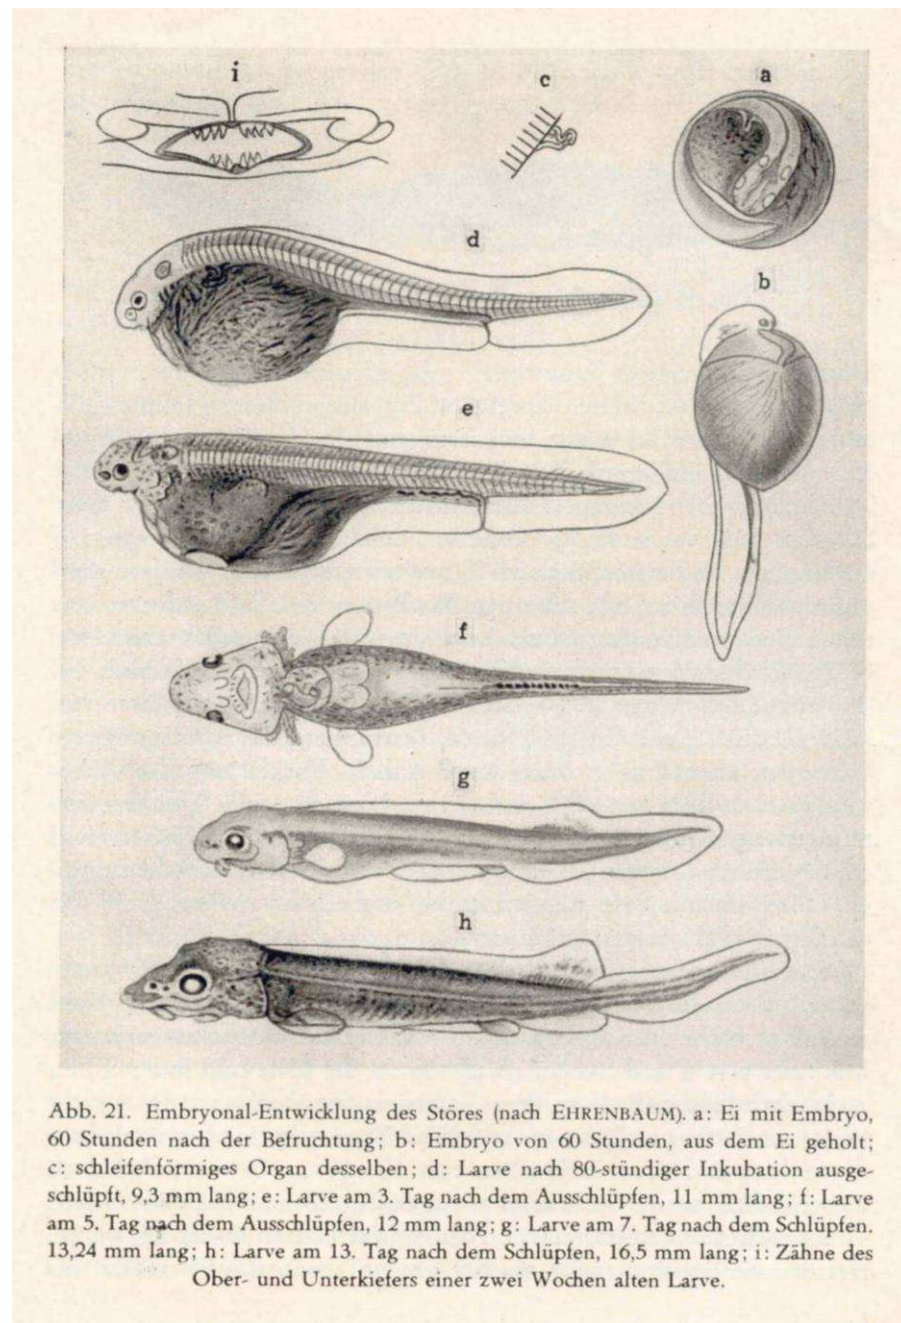 i
c
a
d
b
e
f
g
h
Abb. 21. Embryonal-Entwicklung des Störes (nach EHRENBAUM). a: Ei mit Embryo,
60 Stunden nach der Befruchtung; b: Embryo von 60 Stunden, aus dem Ei geholt;
c: schleifenförmiges Organ desselben; d: Larve nach 80-stündiger Inkubation ausge-
schlüpft, 9,3 mm lang; e: Larve am 3. Tag nach dem Ausschlüpfen, 11 mm lang; f: Larve
am 5. Tag nach dem Ausschlüpfen, 12 mm lang; g: Larve am 7. Tag nach dem Schlüpfen.
13,24 mm lang; h: Larve am 13. Tag nach dem Schlüpfen, 16,5 mm lang; i: Zähne des
Ober- und Unterkiefers einer zwei Wochen alten Larve.